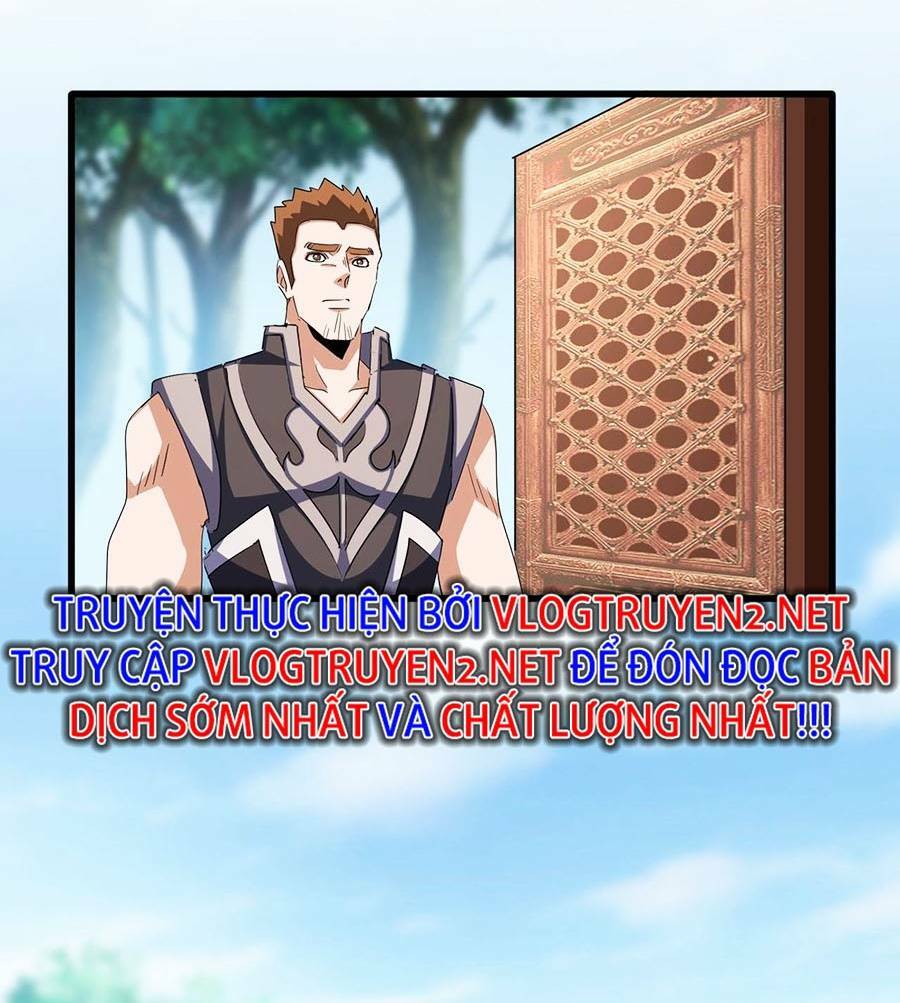 TRUYỆN THỰC HIỆN BỞI VLOGTRUYEN2.NET
TRUY CẬP VLOGTRUYEN2.NET ĐỂ ĐÓN ĐỌC BẢN
DỊCH SỚM NHẤT VÀ CHẤT LƯỢNG NHẤT!!!